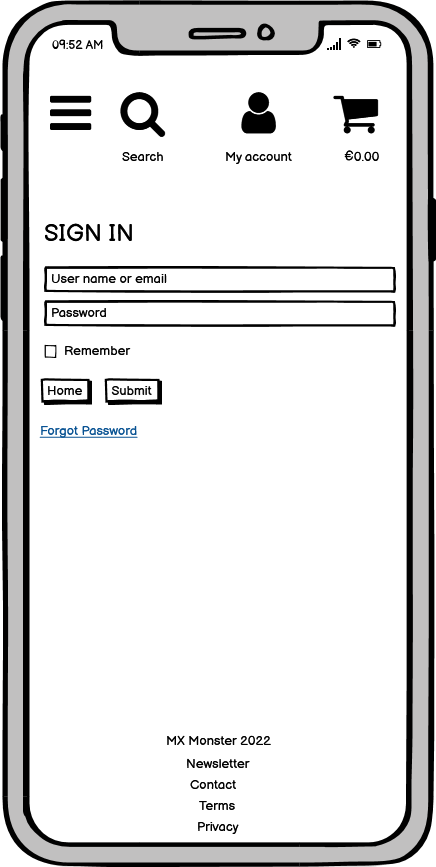 09:52 AM
Search
My account
€0.00
SIGN IN
User name or email
Password
Remember
Home
Submit
Forgot Password
MX Monster 2022
Newsletter
Contact
Terms
Privacy